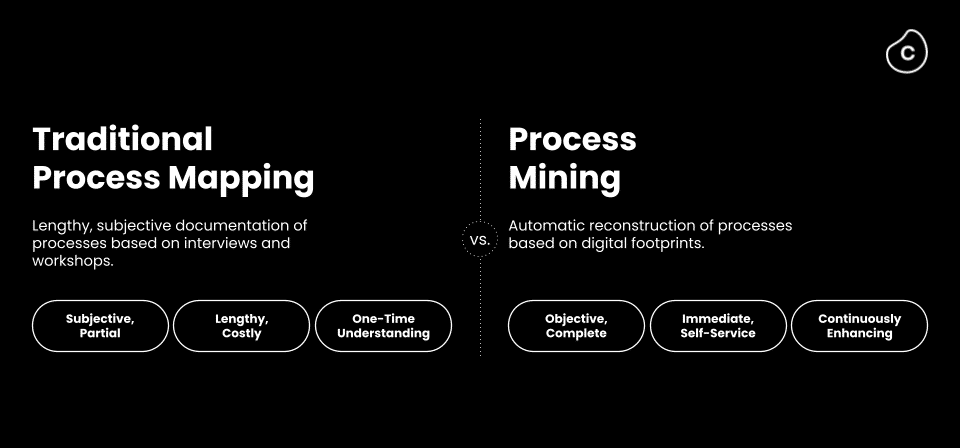 C
Traditional
Process Mapping
Lengthy, subjective documentation of
processes based on interviews and
workshops.
Subjective,
Partial
Lengthy,
Costly
One-Time
Understanding
vs.
Process
Mining
Automatic reconstruction of processes
based on digital footprints.
Objective,
Complete
Immediate,
Self-Service
Continuously
Enhancing